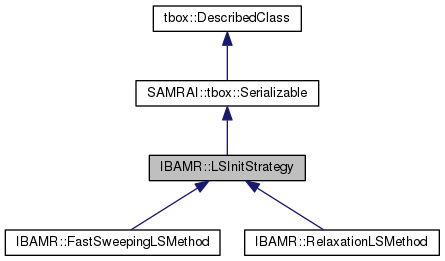 tbox::DescribedClass
SAMRAI::tbox::Serializable
IBAMR::LSInitStrategy
IBAMR::FastSweepingLSMethod
IBAMR::RelaxationLSMethod